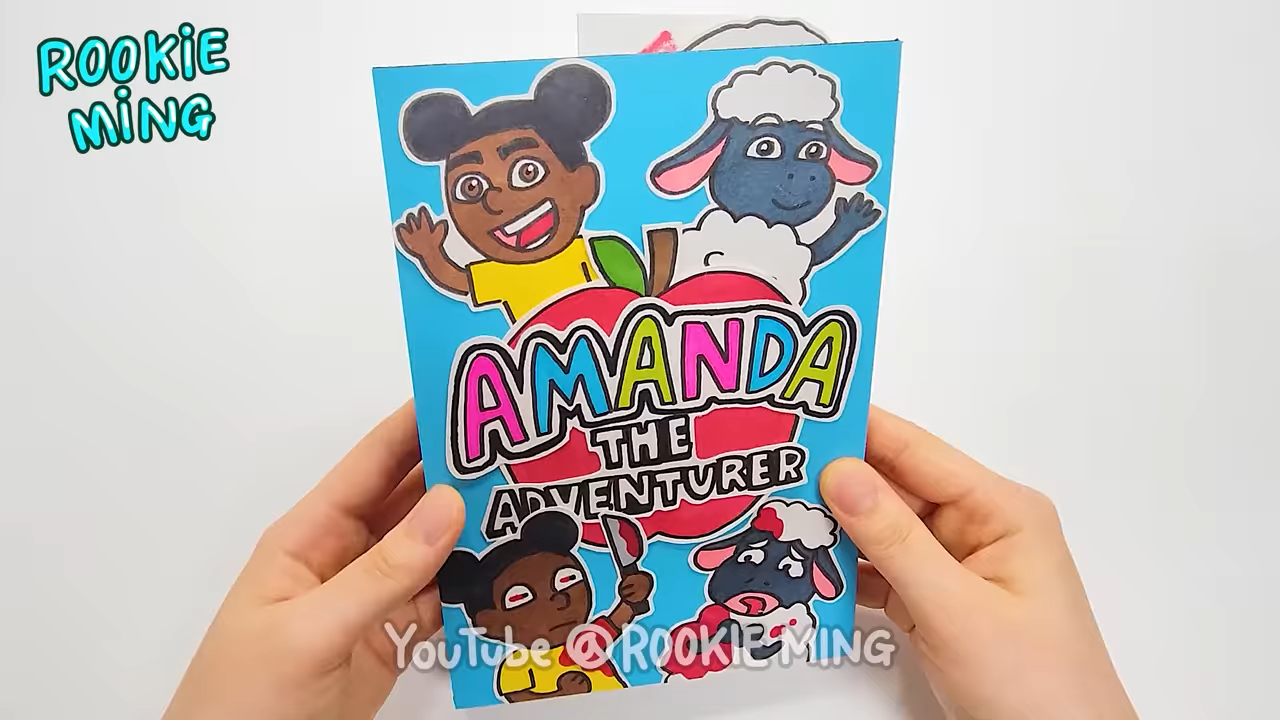 ROOKiE
MiNG
AMANDA
THE
ADVENTURER
YouTube @ROOKIE MING